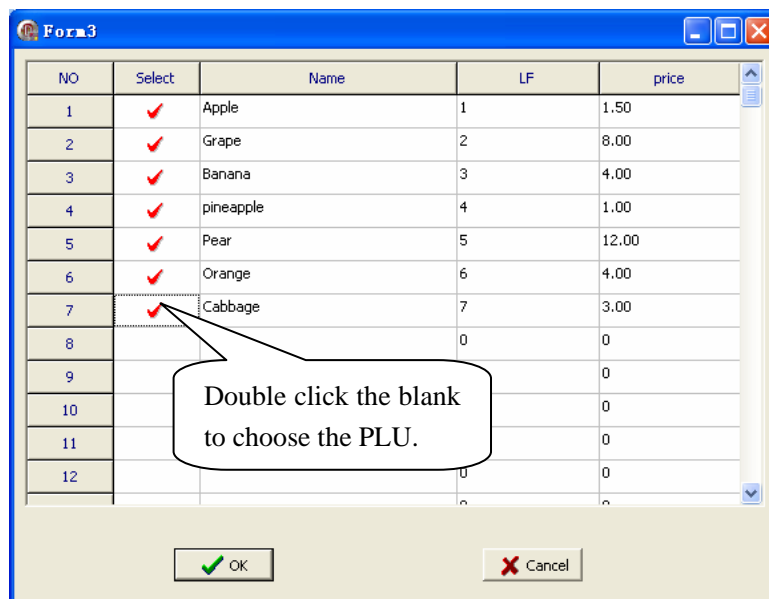 Form3
NO Select Name LF price
1 Apple 1 1.50
2 Grape 2 8.00
3 Banana 3 4.00
4 pineapple 4 1.00
5 Pear 5 12.00
6 Orange 6 4.00
7 Cabbage 7 3.00
8 0 0
9 0
10 0
11 0
12 0 0
Double click the blank
to choose the PLU.
OK Cancel